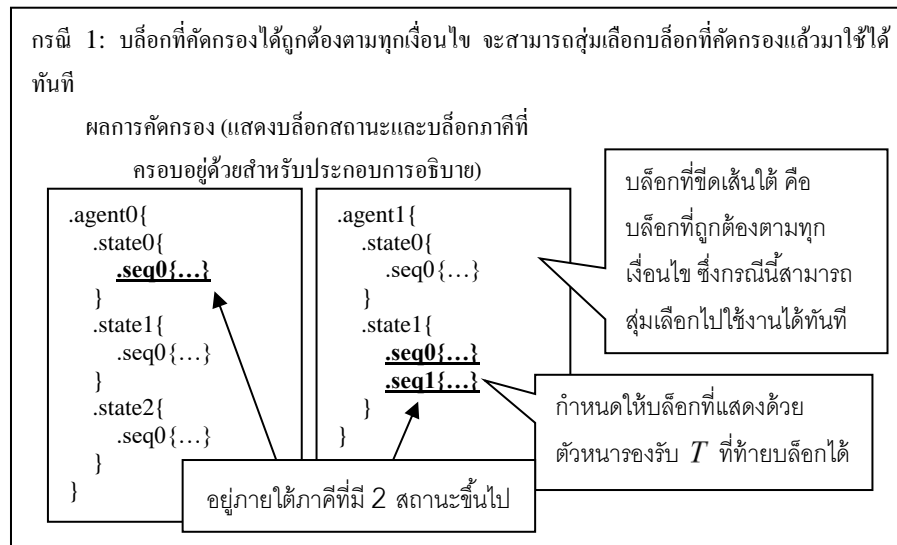 กรณี 1: บล็อกที่คัดกรองได้ถูกต้องตามทุกเงื่อนไข จะสามารถสุ่มเลือกบล็อกที่คัดกรองแล้วมาใช้ได้
ทันที
ผลการคัดกรอง (แสดงบล็อกสถานะและบล็อกภาคีที่
ครอบอยู่ด้วยสำหรับประกอบการอธิบาย)
.agent0{
.state0{
.seq0{…}
}
.state1{
.seq0{…}
}
.state2{
.seq0{…}
}
}
.agent1{
.state0{
.seq0{…}
}
.state1{
.seq0{…}
.seq1{…}
}
}
บล็อกที่ขีดเส้นใต้ คือ
บล็อกที่ถูกต้องตามทุก
เงื่อนไข ซึ่งกรณีนี้สามารถ
สุ่มเลือกไปใช้งานได้ทันที
กำหนดให้บล็อกที่แสดงด้วย
ตัวหนารองรับ T ที่ท้ายบล็อกได้
อยู่ภายใต้ภาคีที่มี 2 สถานะขึ้นไป